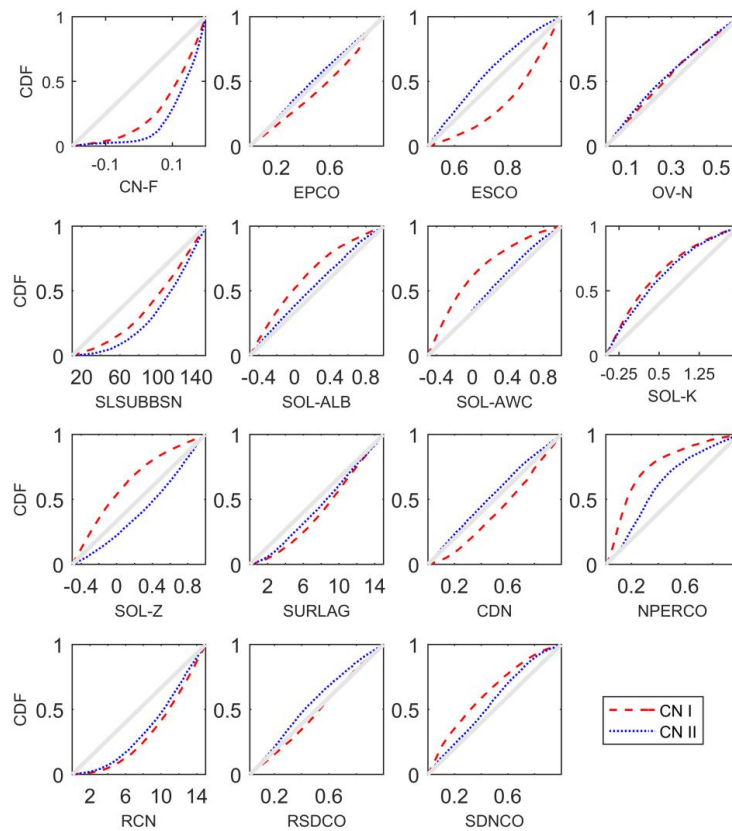 1 1 1 1
CDF 0.5 0.5 0.5 0.5
0 0 0 0
-0.1 0.1 0.2 0.6 0.6 0.8 0.1 0.3 0.5
CN-F EPCO ESCO OV-N
1 1 1 1
CDF 0.5 0.5 0.5 0.5
0 0 0 0
20 60 100 140 -0.4 0 0.4 0.8 -0.4 0 0.4 0.8 -0.25 0.5 1.25
SLSUBBSN SOL-ALB SOL-AWC SOL-K
1 1 1 1
CDF 0.5 0.5 0.5 0.5
0 0 0 0
-0.4 0 0.4 0.8 2 6 10 14 0.2 0.6 0.2 0.6
SOL-Z SURLAG CDN NPERCO
1 1 1
CDF 0.5 0.5 0.5
0 0 0
2 6 10 14 0.2 0.6 0.2 0.6
RCN RSDCO SDNCO
CN I
CN II